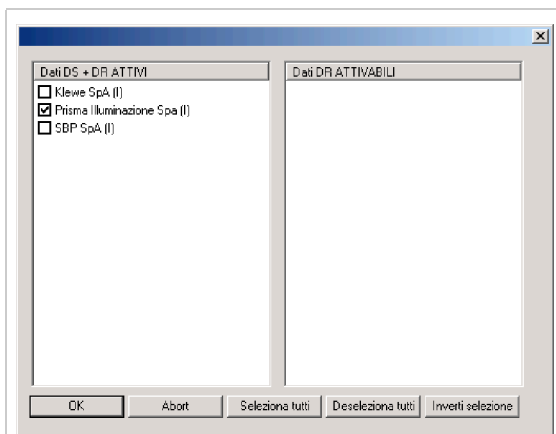 Dati DS + DR ATTIVI
Klewe SpA (I)
Prisma Illuminazione Spa (I)
SBP SpA (I)
Dati DR ATTIVABILI
OK
Abort
Seleziona tutti
Deseleziona tutti
Inverti selezione